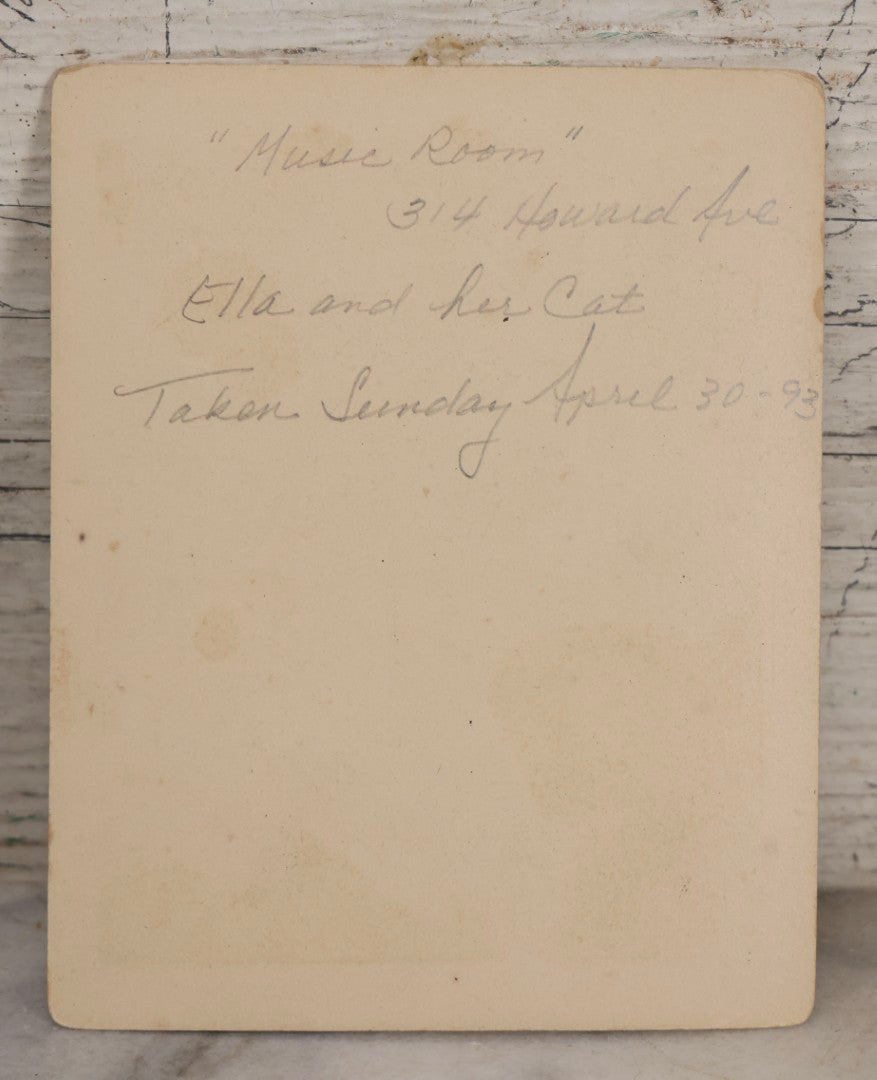 "Music Room"
314 Howard Ave
Ella and her Cat
Taken Sunday April 30-93